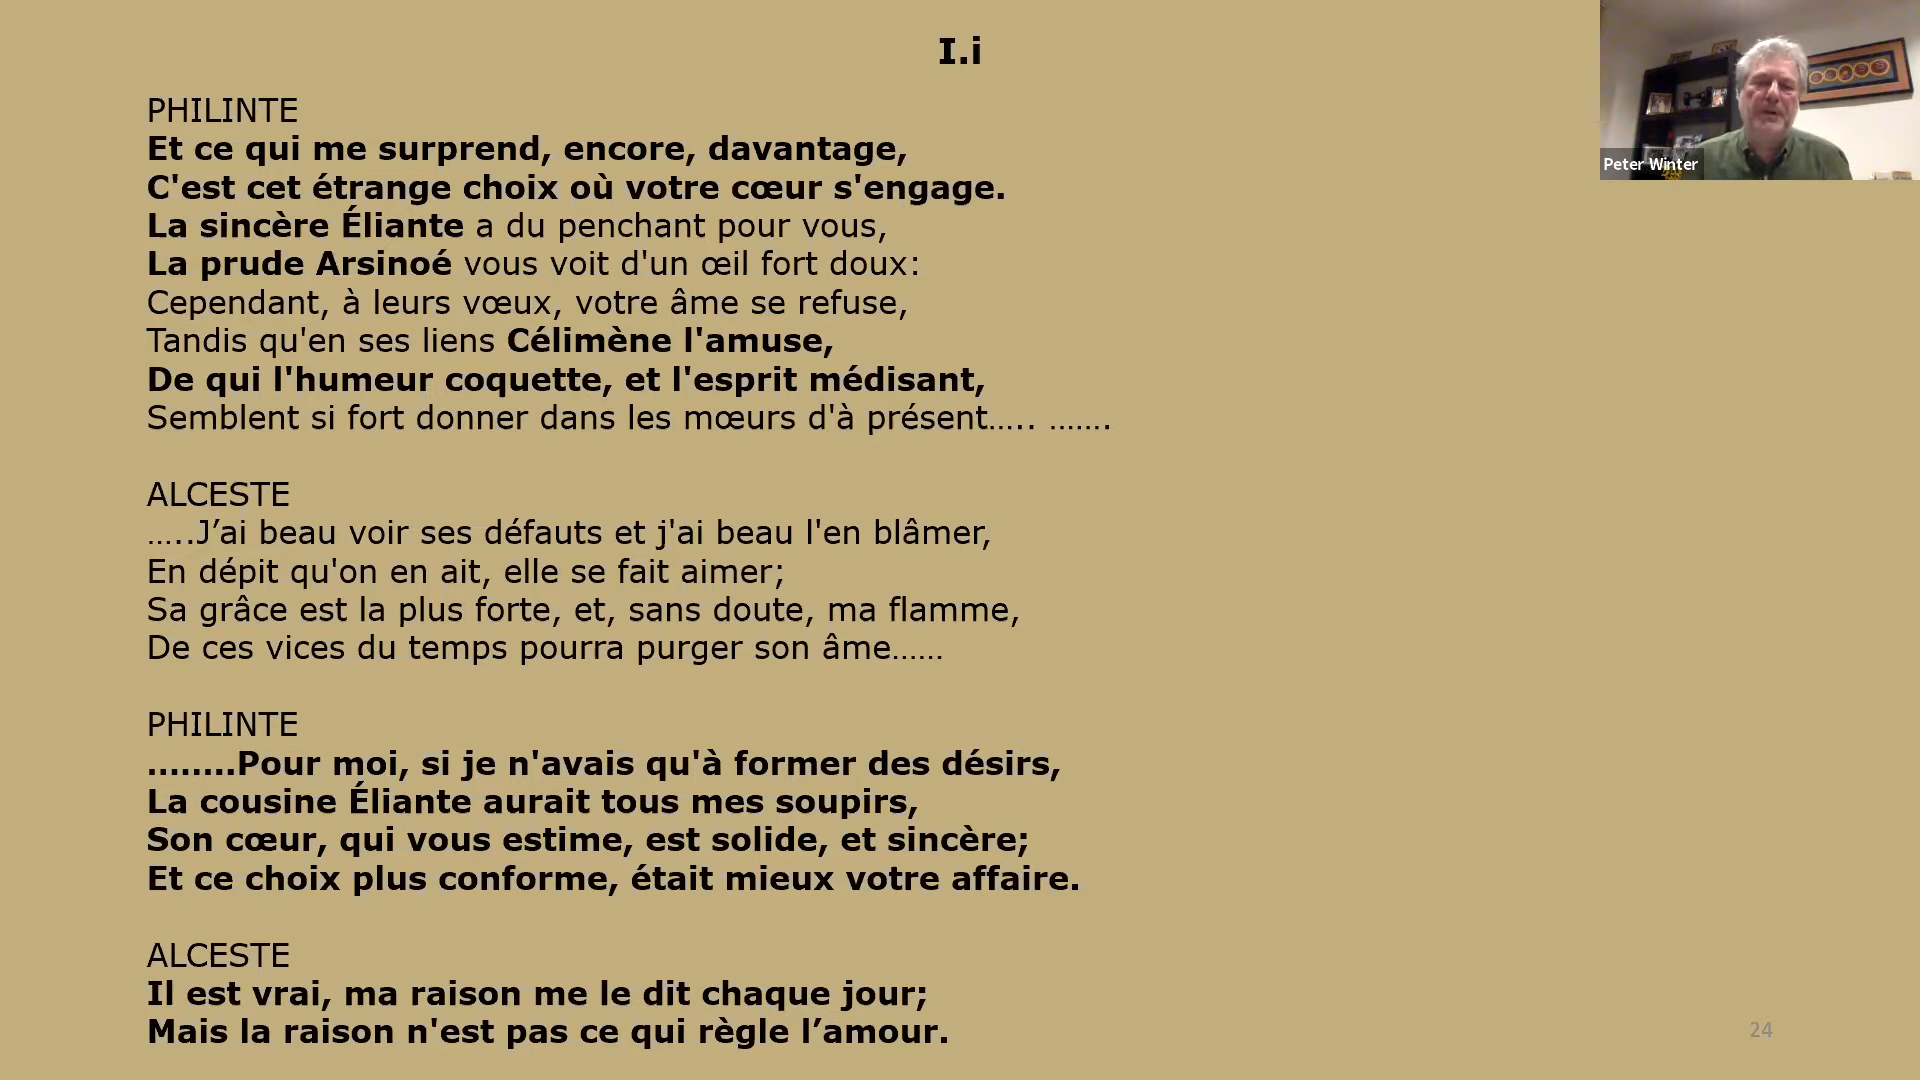 I.i
PHILINTE
Et ce qui me surprend, encore, davantage,
C'est cet étrange choix où votre cœur s'engage.
La sincère Éliante a du penchant pour vous,
La prude Arsinoé vous voit d'un œil fort doux:
Cependant, à leurs vœux, votre âme se refuse,
Tandis qu'en ses liens Célimène l'amuse,
De qui l'humeur coquette, et l'esprit médisant,
Semblent si fort donner dans les mœurs d'à présent….. …….
ALCESTE
…..J’ai beau voir ses défauts et j'ai beau l'en blâmer,
En dépit qu'on en ait, elle se fait aimer;
Sa grâce est la plus forte, et, sans doute, ma flamme,
De ces vices du temps pourra purger son âme……
PHILINTE
……..Pour moi, si je n'avais qu'à former des désirs,
La cousine Éliante aurait tous mes soupirs,
Son cœur, qui vous estime, est solide, et sincère;
Et ce choix plus conforme, était mieux votre affaire.
ALCESTE
Il est vrai, ma raison me le dit chaque jour;
Mais la raison n'est pas ce qui règle l’amour.
24
Peter Winter